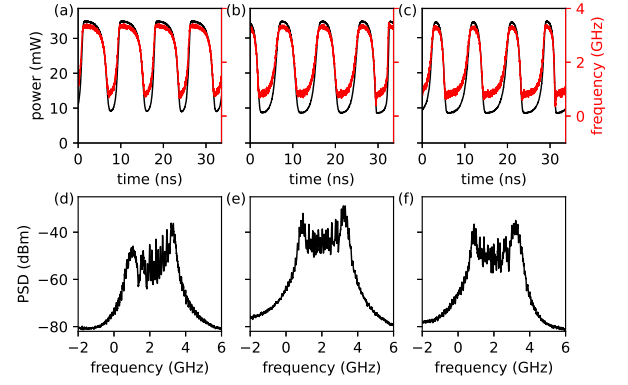 (a) (b) (c)
power (mW)
0 10 20 30
0 10 20 30
0 10 20 30
0 10 20 30
frequency (GHz)
0 2 4
time (ns) time (ns) time (ns)
(d) (e) (f)
PSD (dBm)
−80 −60 −40
−2 0 2 4 6
−2 0 2 4 6
−2 0 2 4 6
frequency (GHz) frequency (GHz) frequency (GHz)